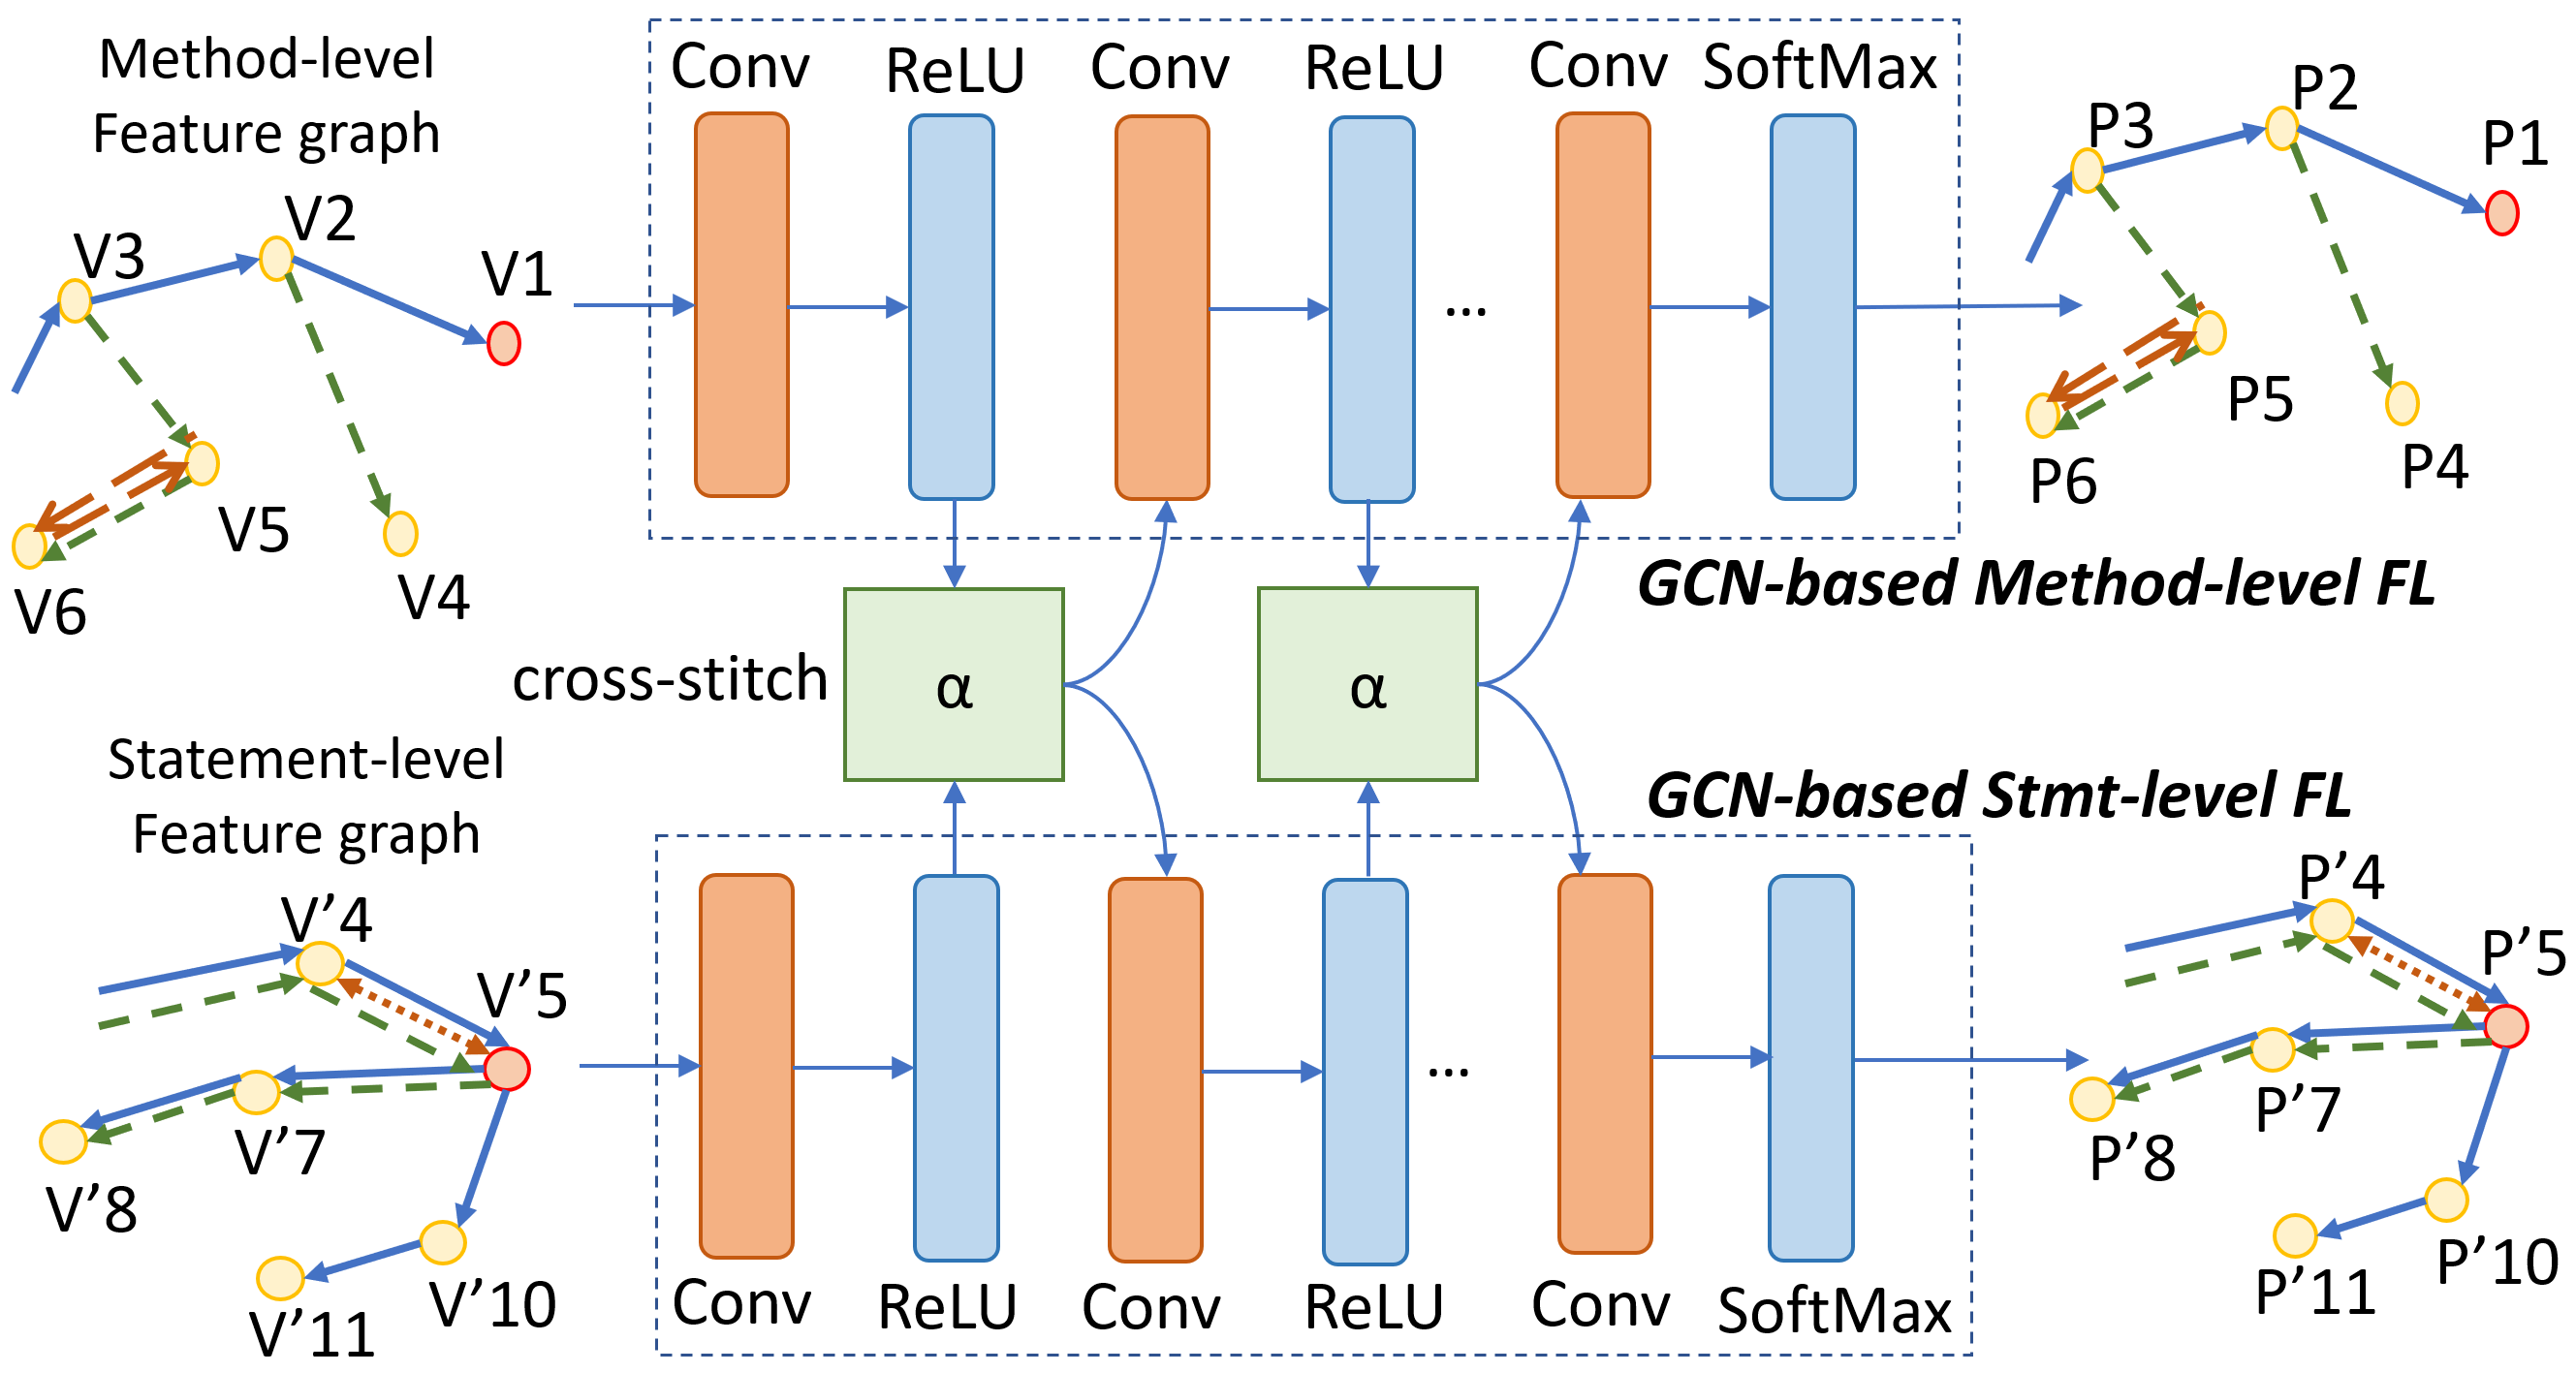 Method-level
Feature graph
V3
V2
V1
V5
V4
V6
Conv
ReLU
Conv
ReLU
Conv
SoftMax
...
P3
P2
P1
P5
P4
P6
GCN-based Method-level FL
cross-stitch
α
α
GCN-based Stmt-level FL
Statement-level
Feature graph
V’4
V’5
V’7
V’8
V’10
V’11
...
Conv
ReLU
Conv
ReLU
Conv
SoftMax
P’4
P’5
P’7
P’8
P’10
P’11